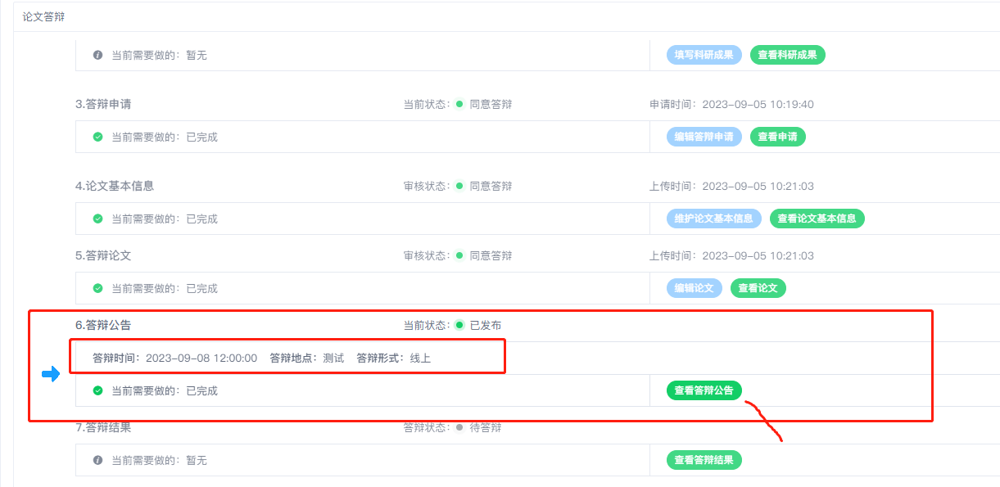 论文答辩
当前需要做的：暂无 填写科研成果 查看科研成果
3.答辩申请 当前状态： 同意答辩 申请时间：2023-09-05 10:19:40
当前需要做的：已完成 编辑答辩申请 查看申请
4.论文基本信息 审核状态： 同意答辩 上传时间：2023-09-05 10:21:03
当前需要做的：已完成 维护论文基本信息 查看论文基本信息
5.答辩论文 审核状态： 同意答辩 上传时间：2023-09-05 10:21:03
当前需要做的：已完成 编辑论文 查看论文
6.答辩公告 当前状态： 已发布
答辩时间：2023-09-08 12:00:00 答辩地点：测试 答辩形式：线上
当前需要做的：已完成 查看答辩公告
7.答辩结果 答辩状态： 待答辩
当前需要做的：暂无 查看答辩结果